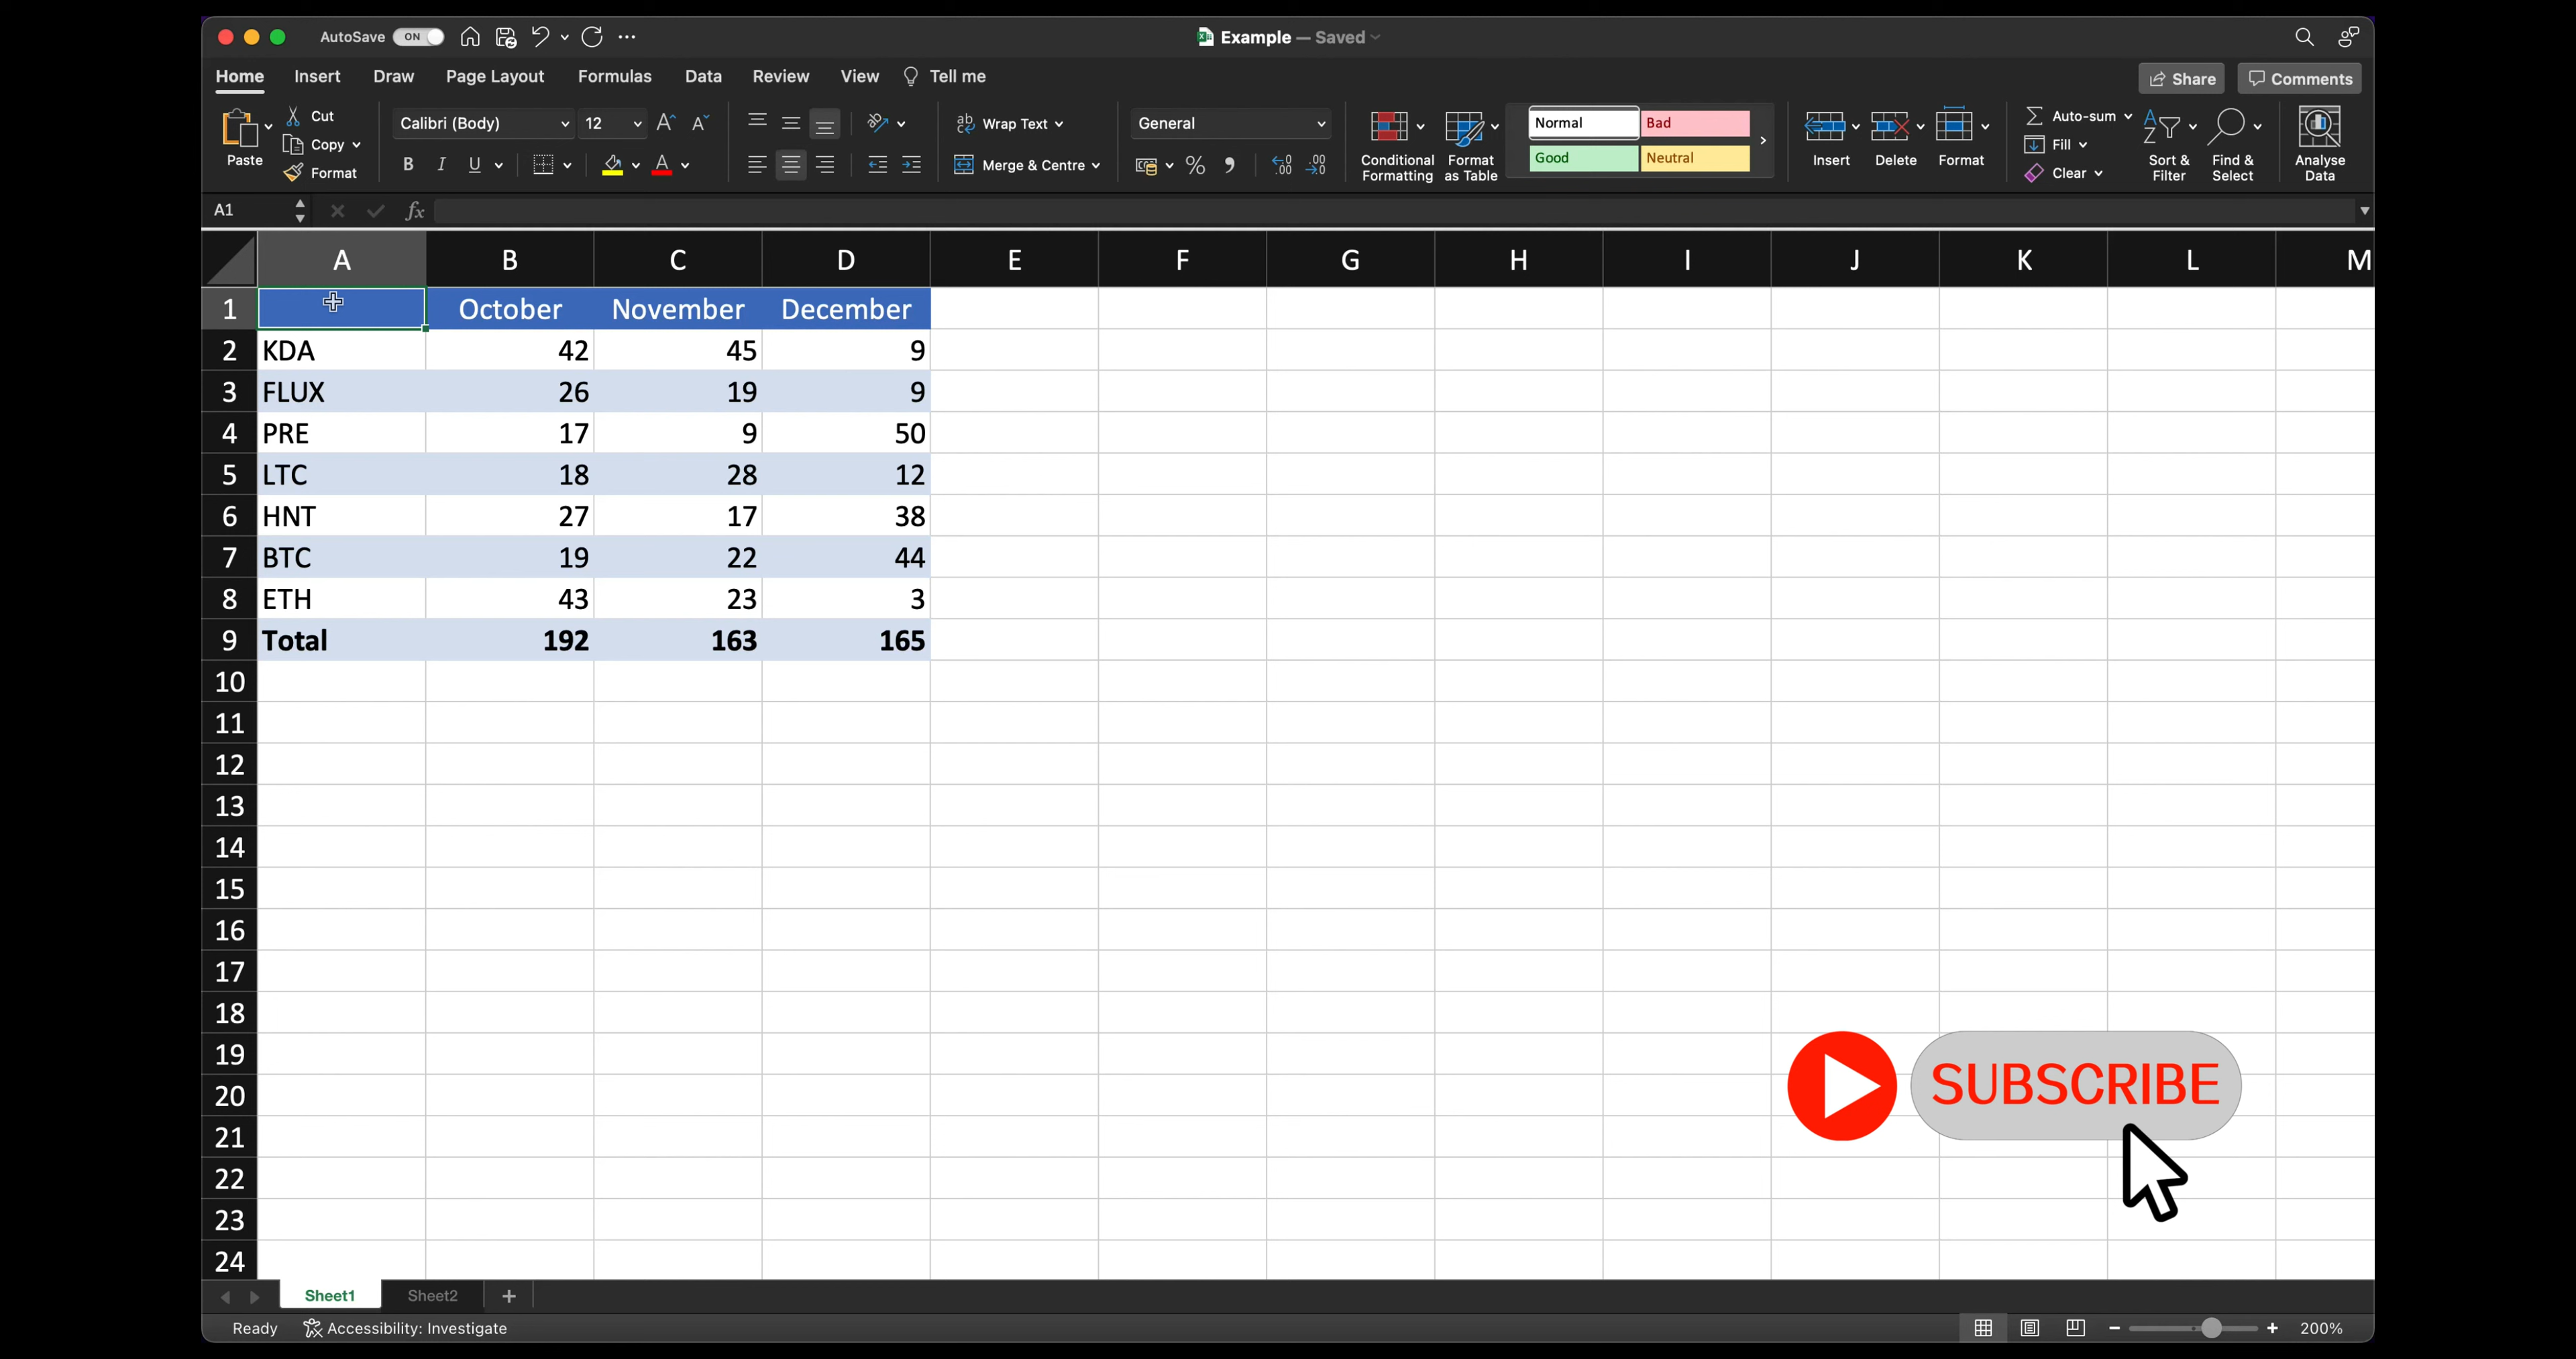 AutoSave ON Example — Saved
Home Insert Draw Page Layout Formulas Data Review View Tell me Share Comments
Paste Cut Copy Format
Calibri (Body) 12 A A
B I U A
ab Wrap Text
Merge & Centre
General
% .00 .00
Conditional Formatting
Format as Table
Normal Bad
Good Neutral
Insert Delete Format
Auto-sum
Fill
Clear
Sort & Filter
Find & Select
Analyse Data
A1 fx
A B C D E F G H I J K L M
1 October November December
2 KDA 42 45 9
3 FLUX 26 19 9
4 PRE 17 9 50
5 LTC 18 28 12
6 HNT 27 17 38
7 BTC 19 22 44
8 ETH 43 23 3
9 Total 192 163 165
10
11
12
13
14
15
16
17
18
19
20
21
22
23
24
SUBSCRIBE
Sheet1 Sheet2 +
Ready Accessibility: Investigate 200%